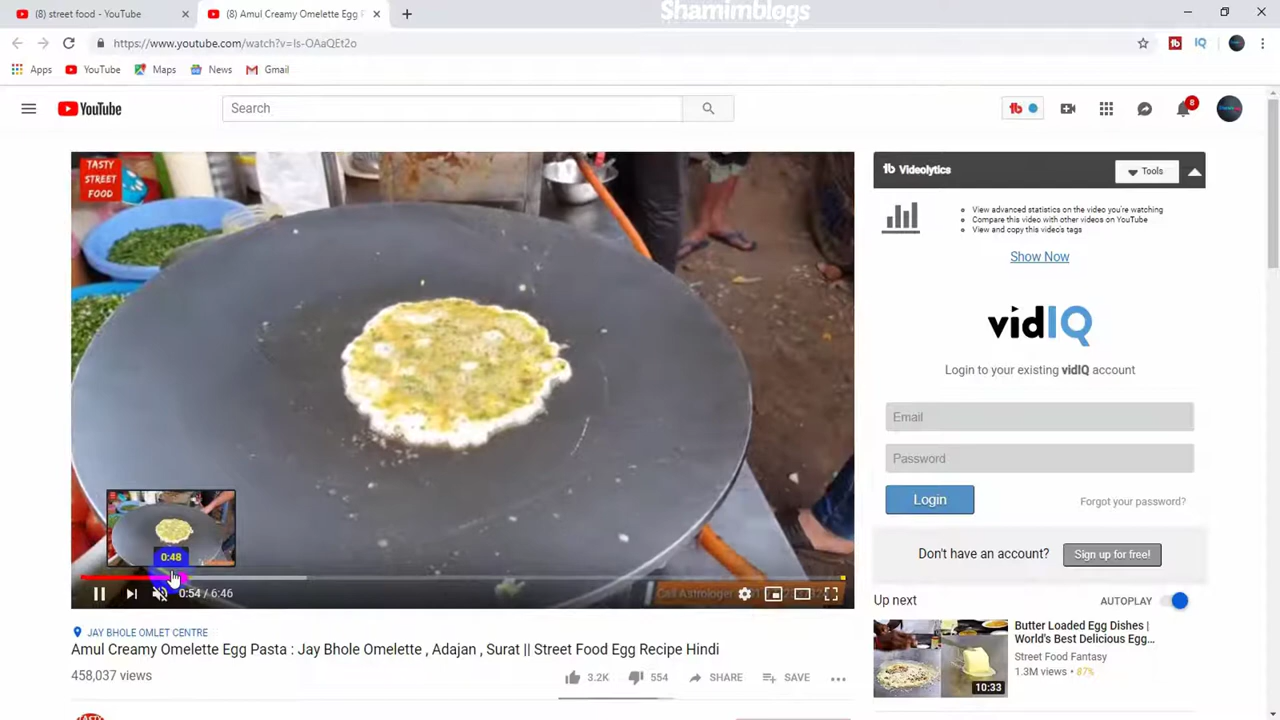 Shamimblogs
(8) street food - YouTube
(8) Amul Creamy Omelette Egg P
https://www.youtube.com/watch?v=Is-OAaQEt2o
Apps YouTube Maps News Gmail
YouTube
Search
8
TASTY
STREET
FOOD
Videolytics
Tools
View advanced statistics on the video you're watching
Compare this video with other videos on YouTube
View and copy this video's tags
Show Now
vidIQ
Login to your existing vidIQ account
Email
Password
Login
Forgot your password?
Don't have an account?
Sign up for free!
0:48
0:54 / 6:46
Call Astrologer
Up next
AUTOPLAY
JAY BHOLE OMLET CENTRE
Amul Creamy Omelette Egg Pasta : Jay Bhole Omelette , Adajan , Surat || Street Food Egg Recipe Hindi
458,037 views
3.2K 554 SHARE SAVE
Butter Loaded Egg Dishes |
World's Best Delicious Egg...
Street Food Fantasy
1.3M views • 87%
10:33
TASTY